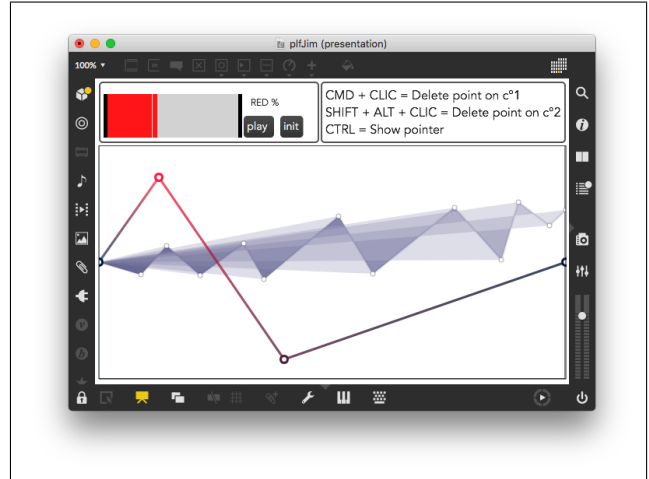 plfJim (presentation)
100%
RED %
play init
CMD + CLIC = Delete point on c°1
SHIFT + ALT + CLIC = Delete point on c°2
CTRL = Show pointer